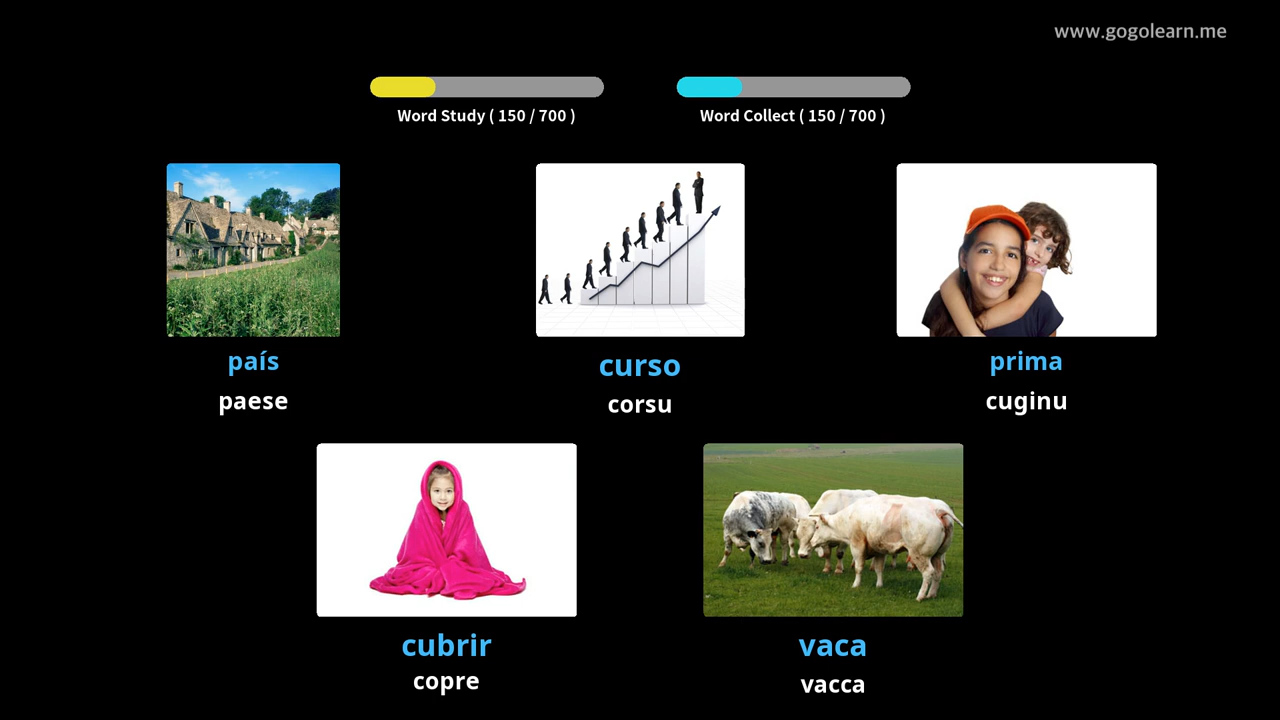 www.gogolearn.me
Word Study ( 150 / 700 )
Word Collect ( 150 / 700 )
país
paese
curso
corsu
prima
cuginu
cubrir
copre
vaca
vacca